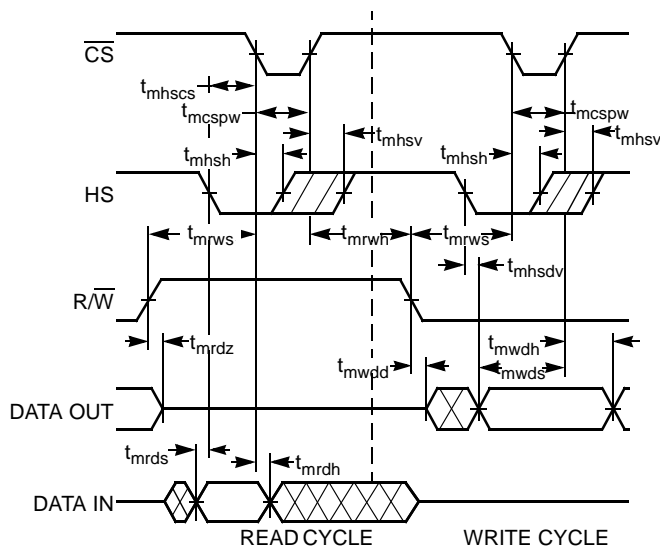 CS
tmhscs
tmcspw
tmcspw
tmhsv
tmhsv
tmhsh
tmhsh
HS
tmrws
tmrwh
tmrws
tmhsdv
R/W
tmrdz
tmwdd
tmwdh
tmwds
DATA OUT
tmrds
tmrdh
DATA IN
READ CYCLE WRITE CYCLE